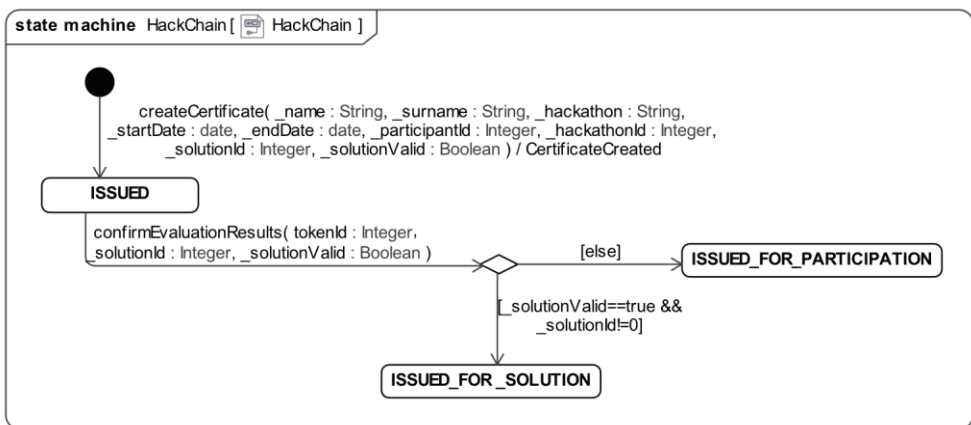 state machine HackChain [ HackChain ]
createCertificate( _name : String, _surname : String, _hackathon : String,
_startDate : date, _endDate : date, _participantId : Integer, _hackathonId : Integer,
_solutionId : Integer, _solutionValid : Boolean ) / CertificateCreated
ISSUED
confirmEvaluationResults( tokenId : Integer,
_solutionId : Integer, _solutionValid : Boolean )
[else]
ISSUED_FOR_PARTICIPATION
[_solutionValid==true &&
_solutionId!=0]
ISSUED_FOR _SOLUTION